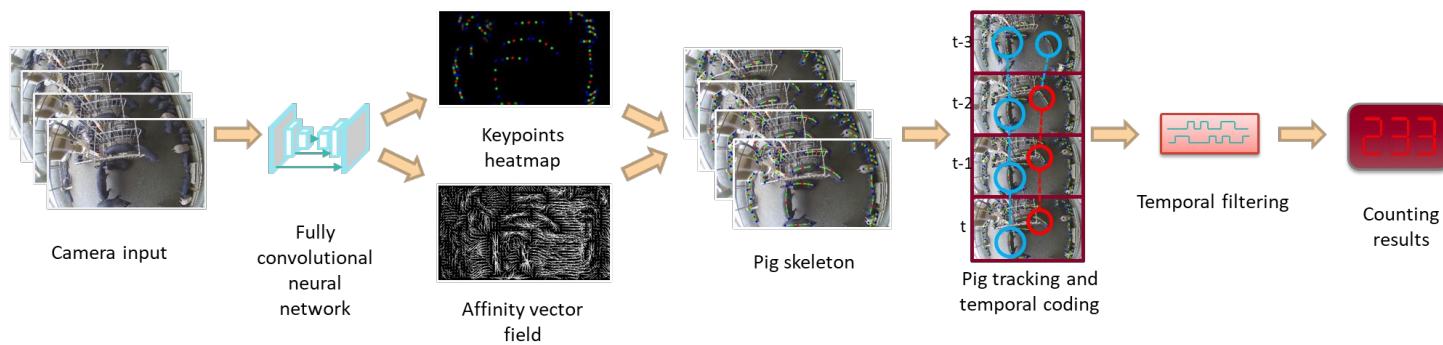 Camera input
Fully
convolutional
neural
network
Keypoints
heatmap
Affinity vector
field
Pig skeleton
t-3
t-2
t-1
t
Pig tracking and
temporal coding
Temporal filtering
233
Counting
results